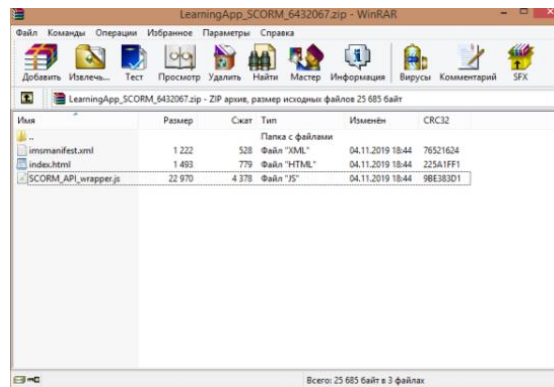 LearningApp_SCORM_6432067.zip - WinRAR
Файл Команды Операции Избранное Параметры Справка
Добавить Извлечь... Тест Просмотр Удалить Найти Мастер Информация Вирусы Комментарий SFX
LearningApp_SCORM_6432067.zip - ZIP архив, размер исходных файлов 25 685 байт
Имя Размер Сжат Тип Изменён CRC32
.. Папка с файлами
imsmanifest.xml 1 222 528 Файл "XML" 04.11.2019 18:44 76521624
index.html 1 493 779 Файл "HTML" 04.11.2019 18:44 225A1FF1
SCORM_API_wrapper.js 22 970 4 378 Файл "JS" 04.11.2019 18:44 9BE383D1
Всего: 25 685 байт в 3 файлах